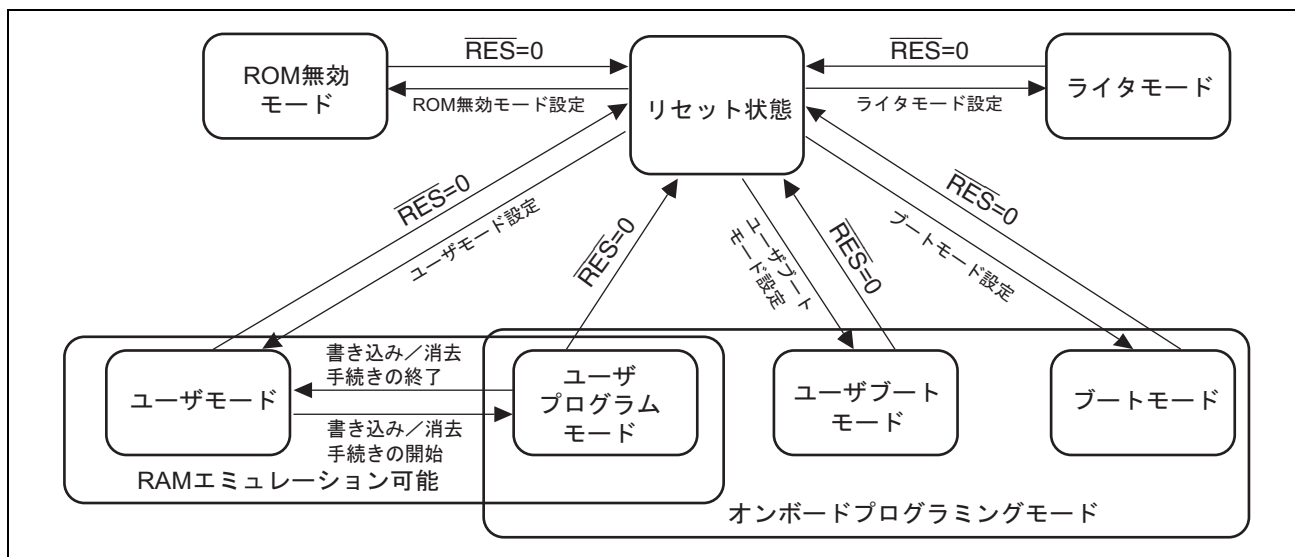 ROM無効
モード
RES=0
ROM無効モード設定
リセット状態
RES=0
ライタモード設定
ライタモード
RES=0
ユーザモード設定
RES=0
ユーザブート
モード設定
RES=0
ブートモード設定
RES=0
ユーザモード
書き込み／消去
手続きの終了
書き込み／消去
手続きの開始
ユーザ
プログラム
モード
ユーザブート
モード
ブートモード
RAMエミュレーション可能
オンボードプログラミングモード